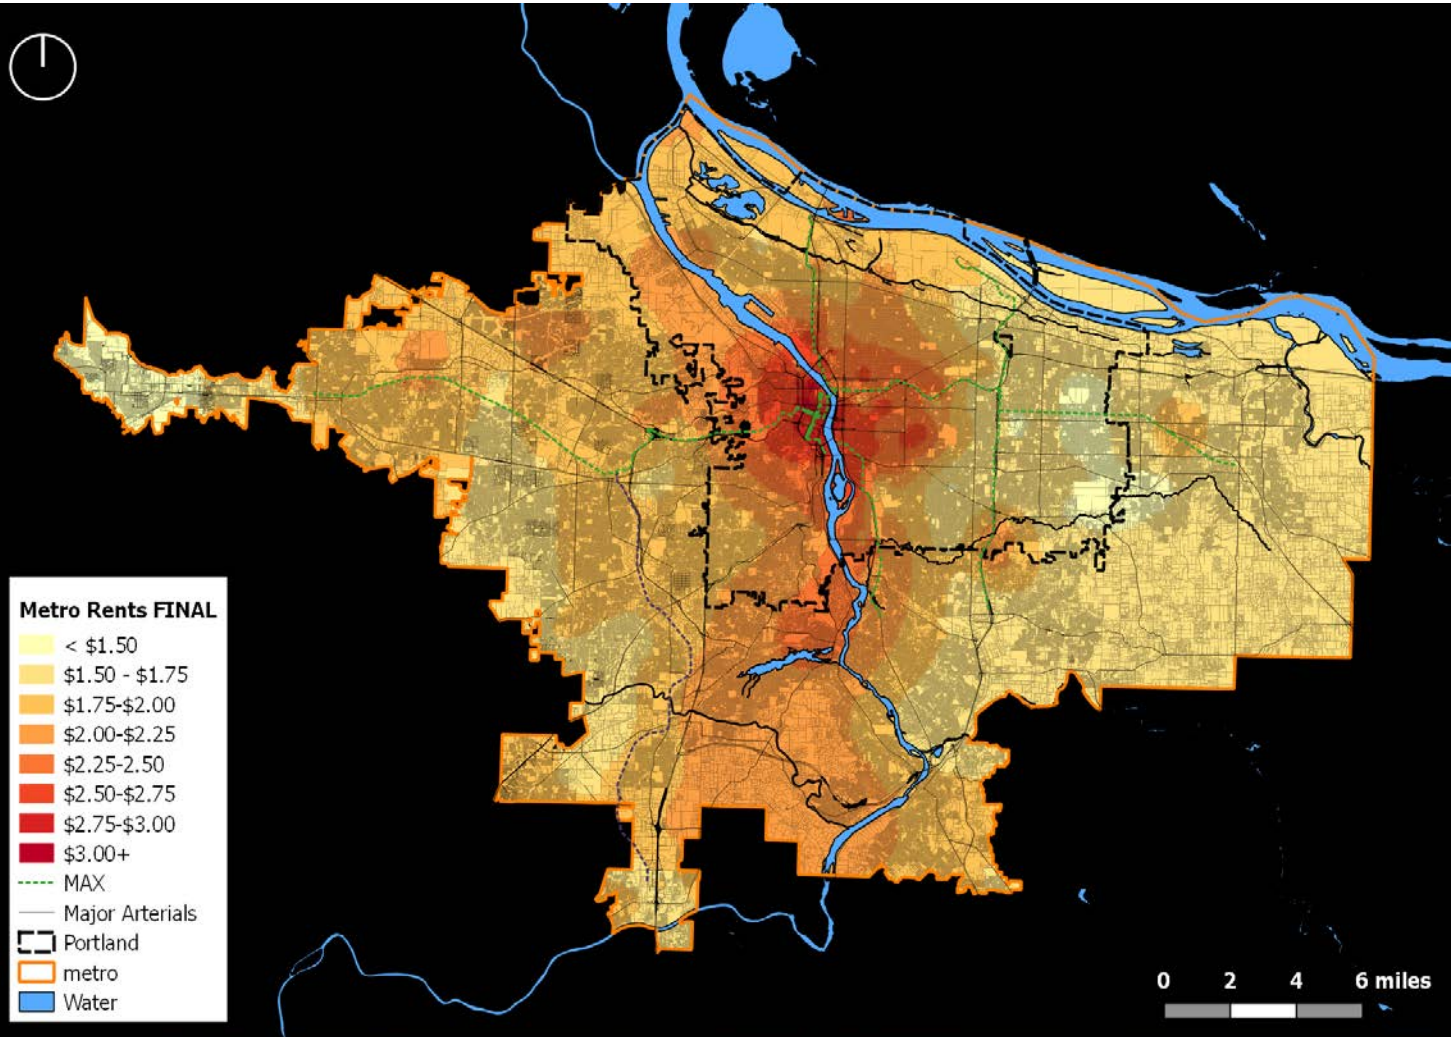 Metro Rents FINAL
< $1.50
$1.50 - $1.75
$1.75-$2.00
$2.00-$2.25
$2.25-2.50
$2.50-$2.75
$2.75-$3.00
$3.00+
MAX
Major Arterials
Portland
metro
Water
0 2 4 6 miles